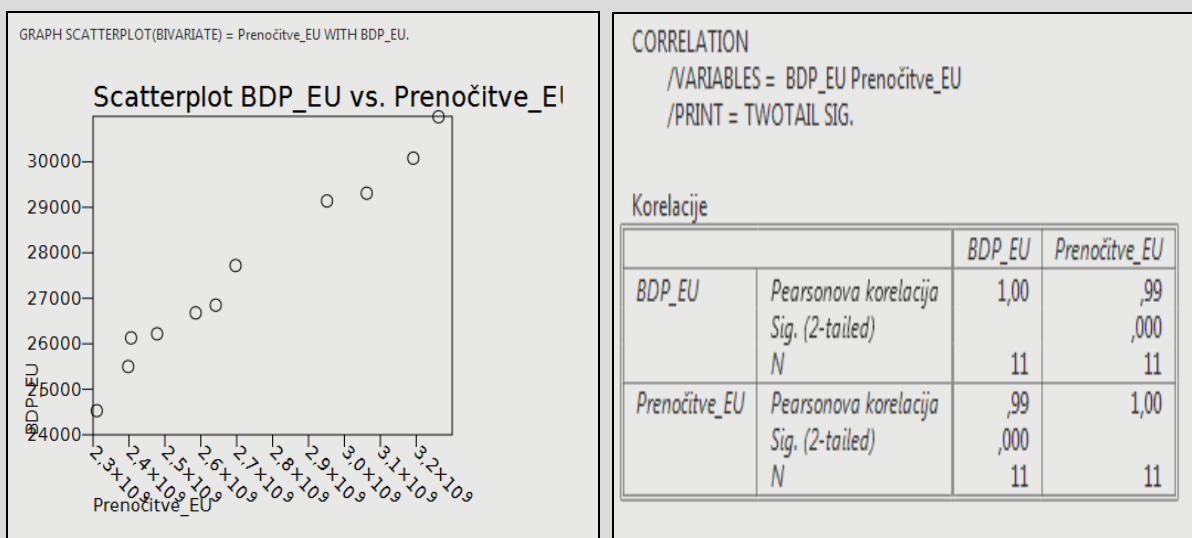 GRAPH SCATTERPLOT(BIVARIATE) = Prenočitve_EU WITH BDP_EU.
Scatterplot BDP_EU vs. Prenočitve_EU
30000
29000
28000
27000
26000
25000
24000
BDP_EU
2,3×10⁹
2,4×10⁹
2,5×10⁹
2,6×10⁹
2,7×10⁹
2,8×10⁹
2,9×10⁹
3,0×10⁹
3,1×10⁹
3,2×10⁹
Prenočitve_EU
CORRELATION
/VARIABLES = BDP_EU Prenočitve_EU
/PRINT = TWOTAIL SIG.
Korelacije
BDP_EU Prenočitve_EU
BDP_EU Pearsonova korelacija 1,00 ,99
Sig. (2-tailed) ,000
N 11 11
Prenočitve_EU Pearsonova korelacija ,99 1,00
Sig. (2-tailed) ,000
N 11 11